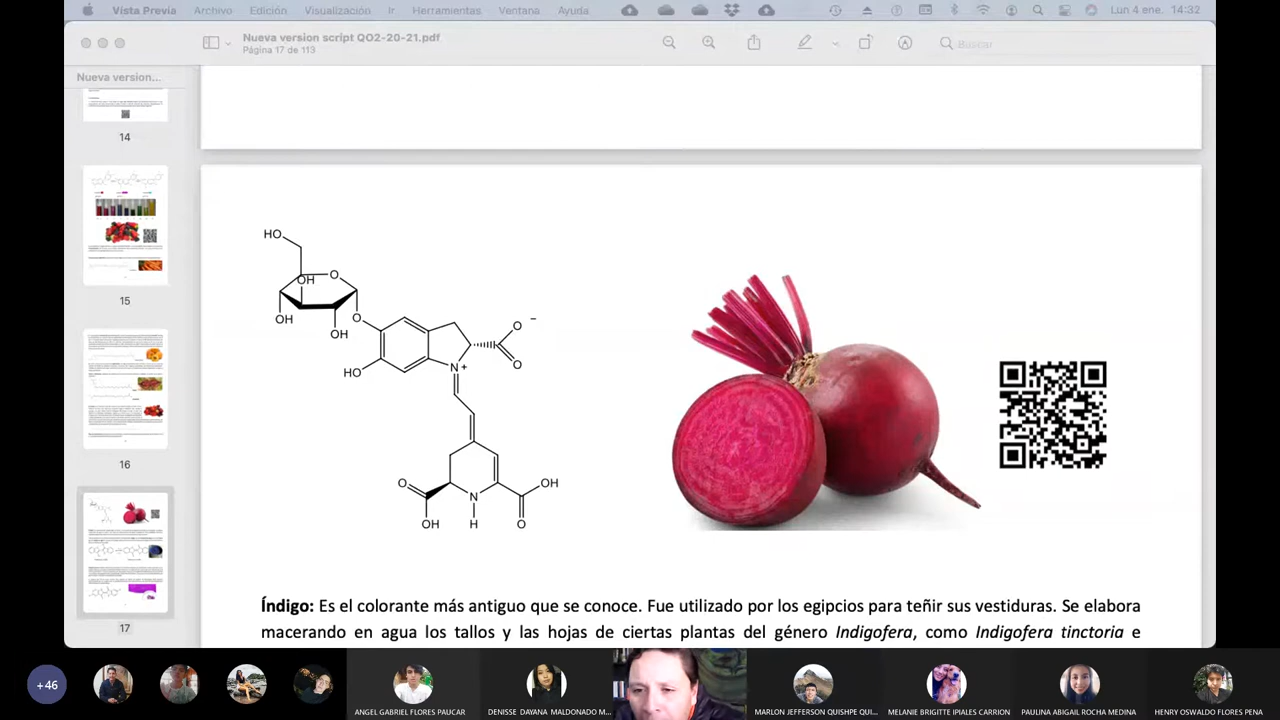 Vista Previa Archivo Edición Visualización Ir Herramientas Ventana Ayuda Lun 4 ene. 14:32
Nueva version script QO2-20-21.pdf
Página 17 de 113
Buscar
Nueva version...
14
15
16
17
HO
OH
O
OH
OH
O
HO
N+
O −
O
O
OH
N
H
OH
O
Índigo: Es el colorante más antiguo que se conoce. Fue utilizado por los egipcios para teñir sus vestiduras. Se elabora
macerando en agua los tallos y las hojas de ciertas plantas del género Indigofera, como Indigofera tinctoria e
+46
ANGEL GABRIEL FLORES PAUCAR
DENISSE DAYANA MALDONADO M...
MARLON JEFFERSON QUISHPE QUI...
MELANIE BRIGITTE IPIALES CARRION
PAULINA ABIGAIL ROCHA MEDINA
HENRY OSWALDO FLORES PENA